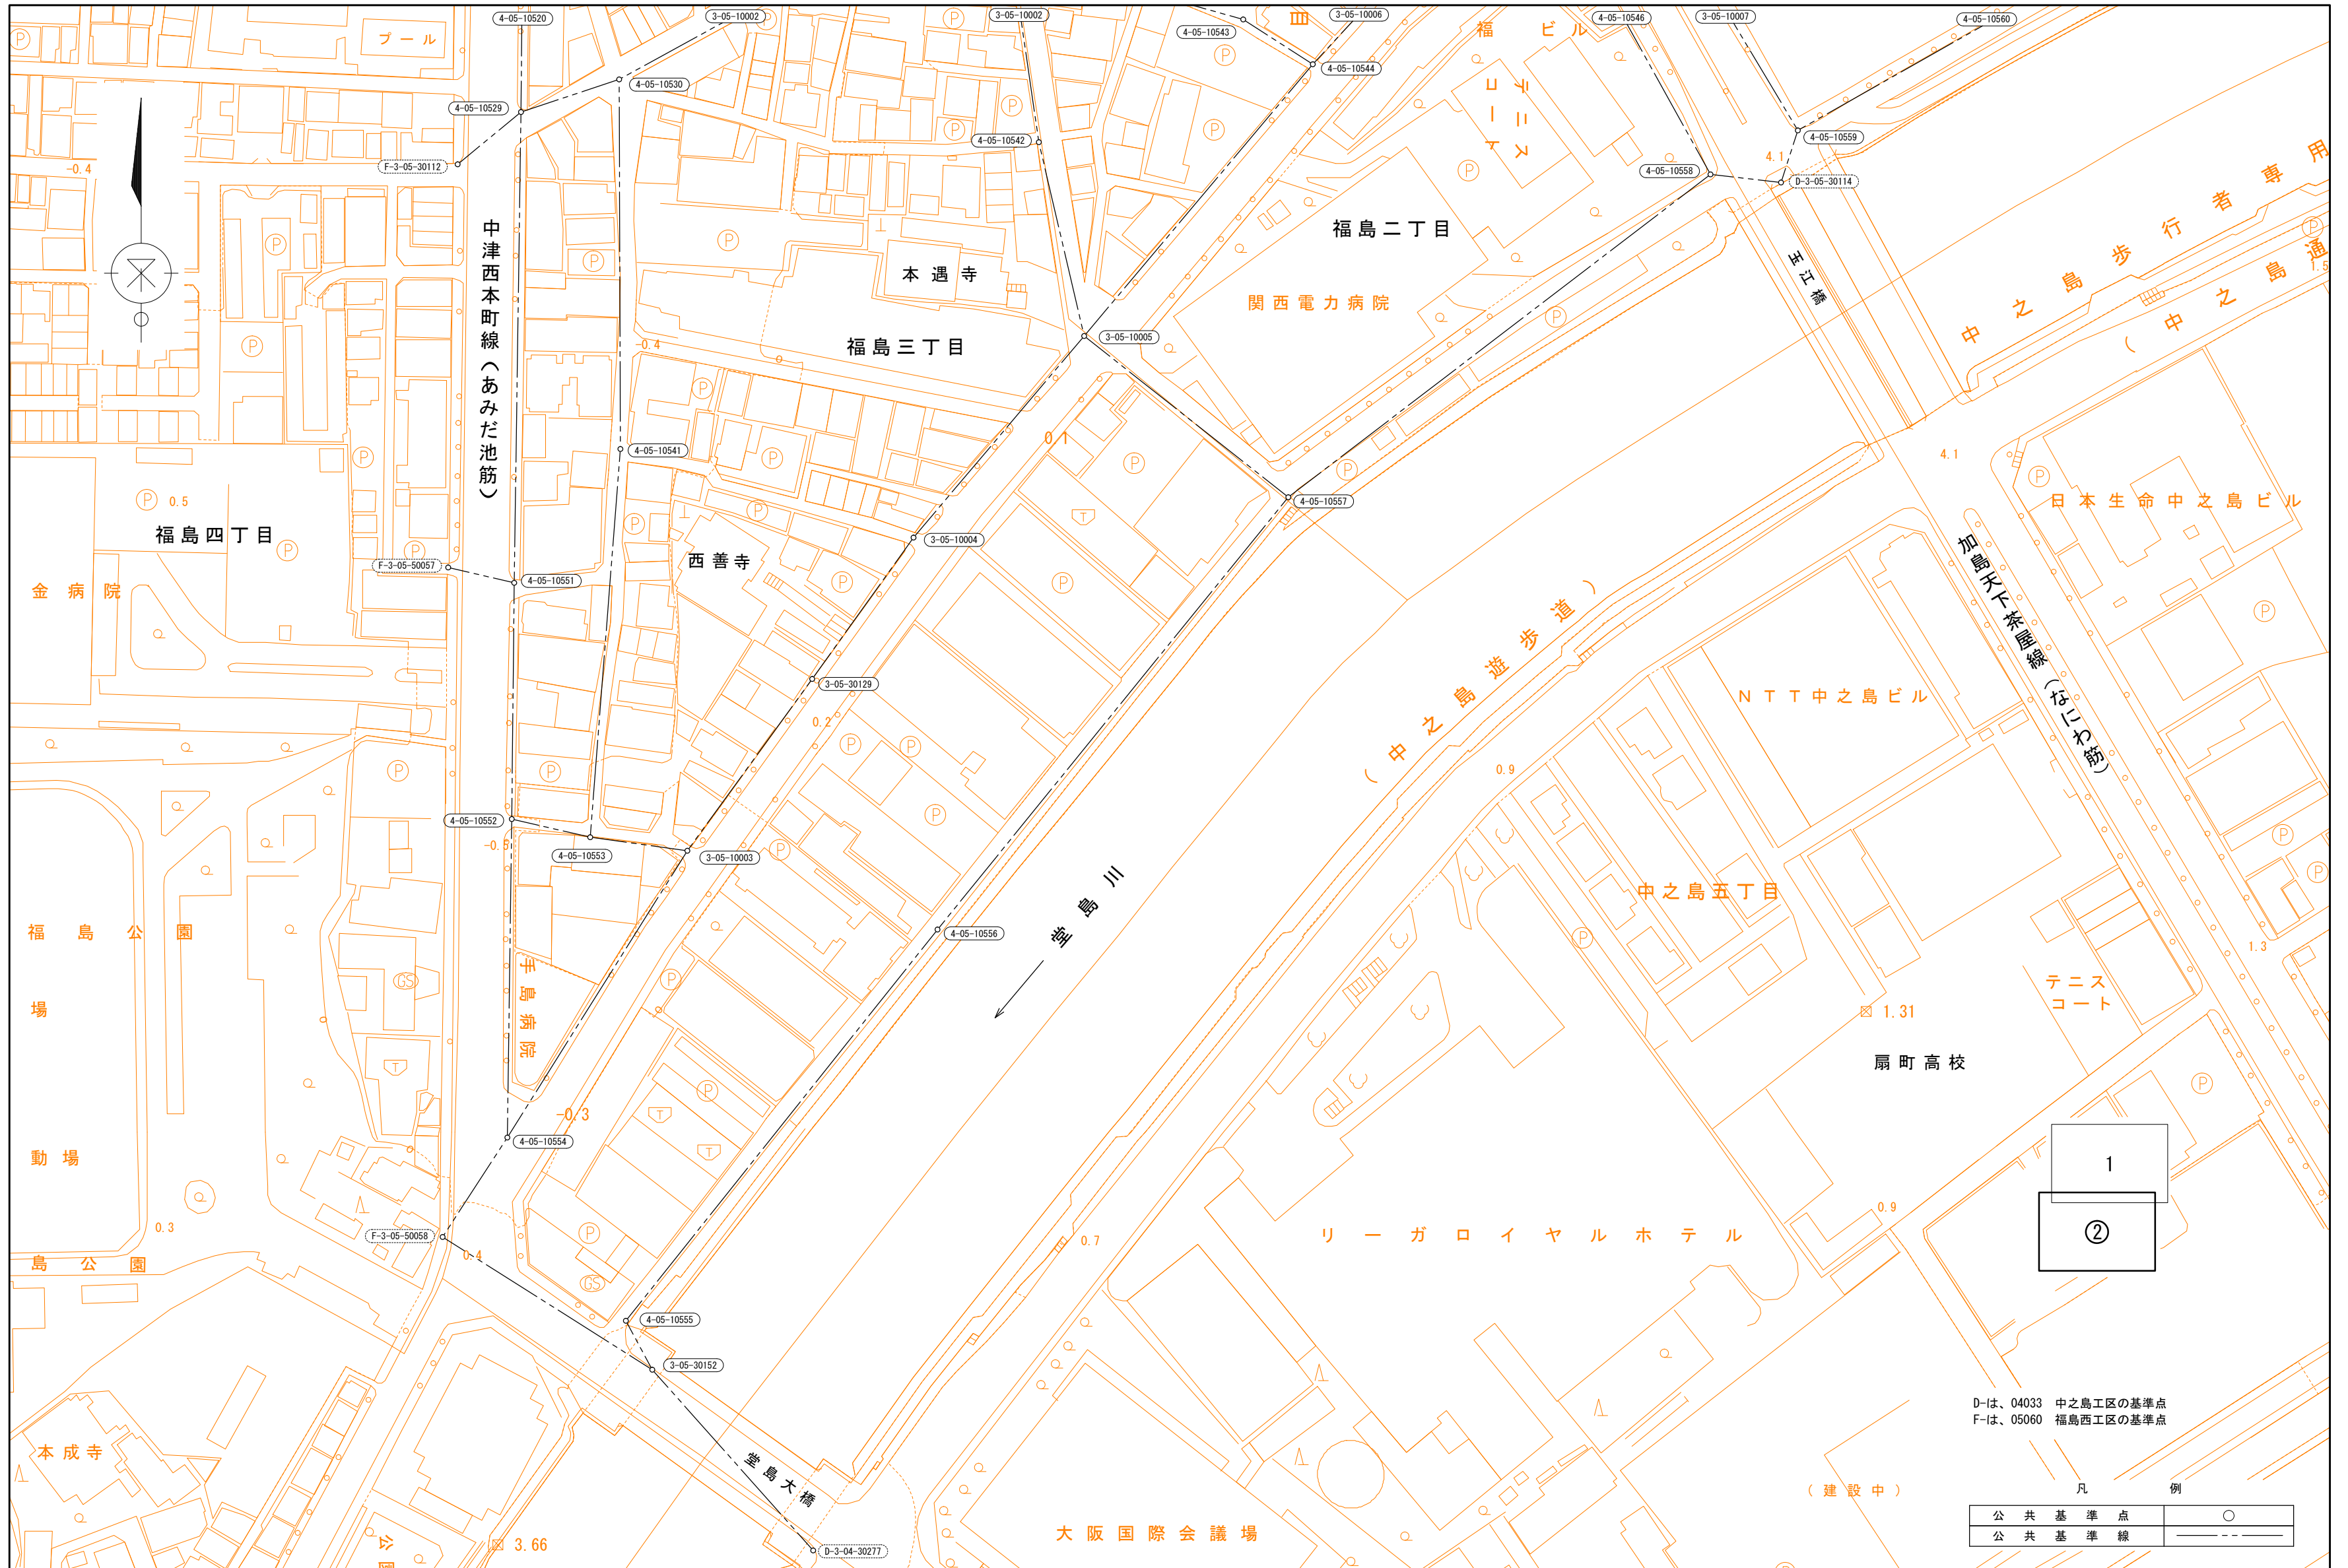 4-05-10520
3-05-10002
3-05-10002
4-05-10543
3-05-10006
4-05-10546
3-05-10007
4-05-10560
プール
福ビル
テニス
コート
4-05-10530
4-05-10544
4-05-10529
4-05-10542
4-05-10559
F-3-05-30112
4-05-10558
D-3-05-30114
-0.4
4.1
中津西本町線(あみだ池筋)
福島二丁目
玉江橋
中之島歩行者専用
(中之島通
1.5
本遇寺
関西電力病院
福島三丁目
-0.4
3-05-10005
0.1
4-05-10541
4.1
4-05-10557
日本生命中之島ビル
0.5
福島四丁目
3-05-10004
西善寺
F-3-05-50057
4-05-10551
金病院
加島天下茶屋線(なにわ筋)
(中之島遊歩道)
3-05-30129
0.2
NTT中之島ビル
0.9
4-05-10552
4-05-10553
3-05-10003
中之島五丁目
堂島川
福島公園
場
動場
4-05-10556
手島病院
1.3
テニス
コート
1.31
扇町高校
-0.3
4-05-10554
1
②
0.9
0.3
F-3-05-50058
0.4
0.7
リーガロイヤルホテル
島公園
4-05-10555
3-05-30152
D-は、04033 中之島工区の基準点
F-は、05060 福島西工区の基準点
本成寺
堂島大橋
(建設中)
凡例
公共基準点
公共基準線
3.66
大阪国際会議場
D-3-04-30277